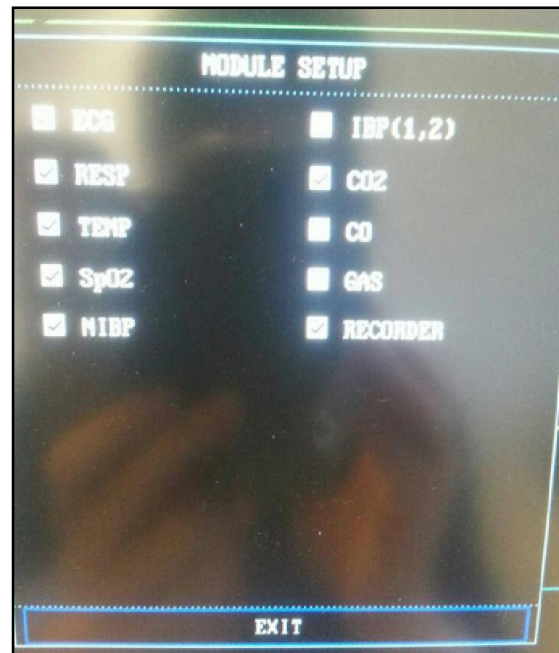 MODULE SETUP
ECG
IBP(1,2)
RESP
CO2
TEMP
CO
SpO2
GAS
NIBP
RECORDER
EXIT